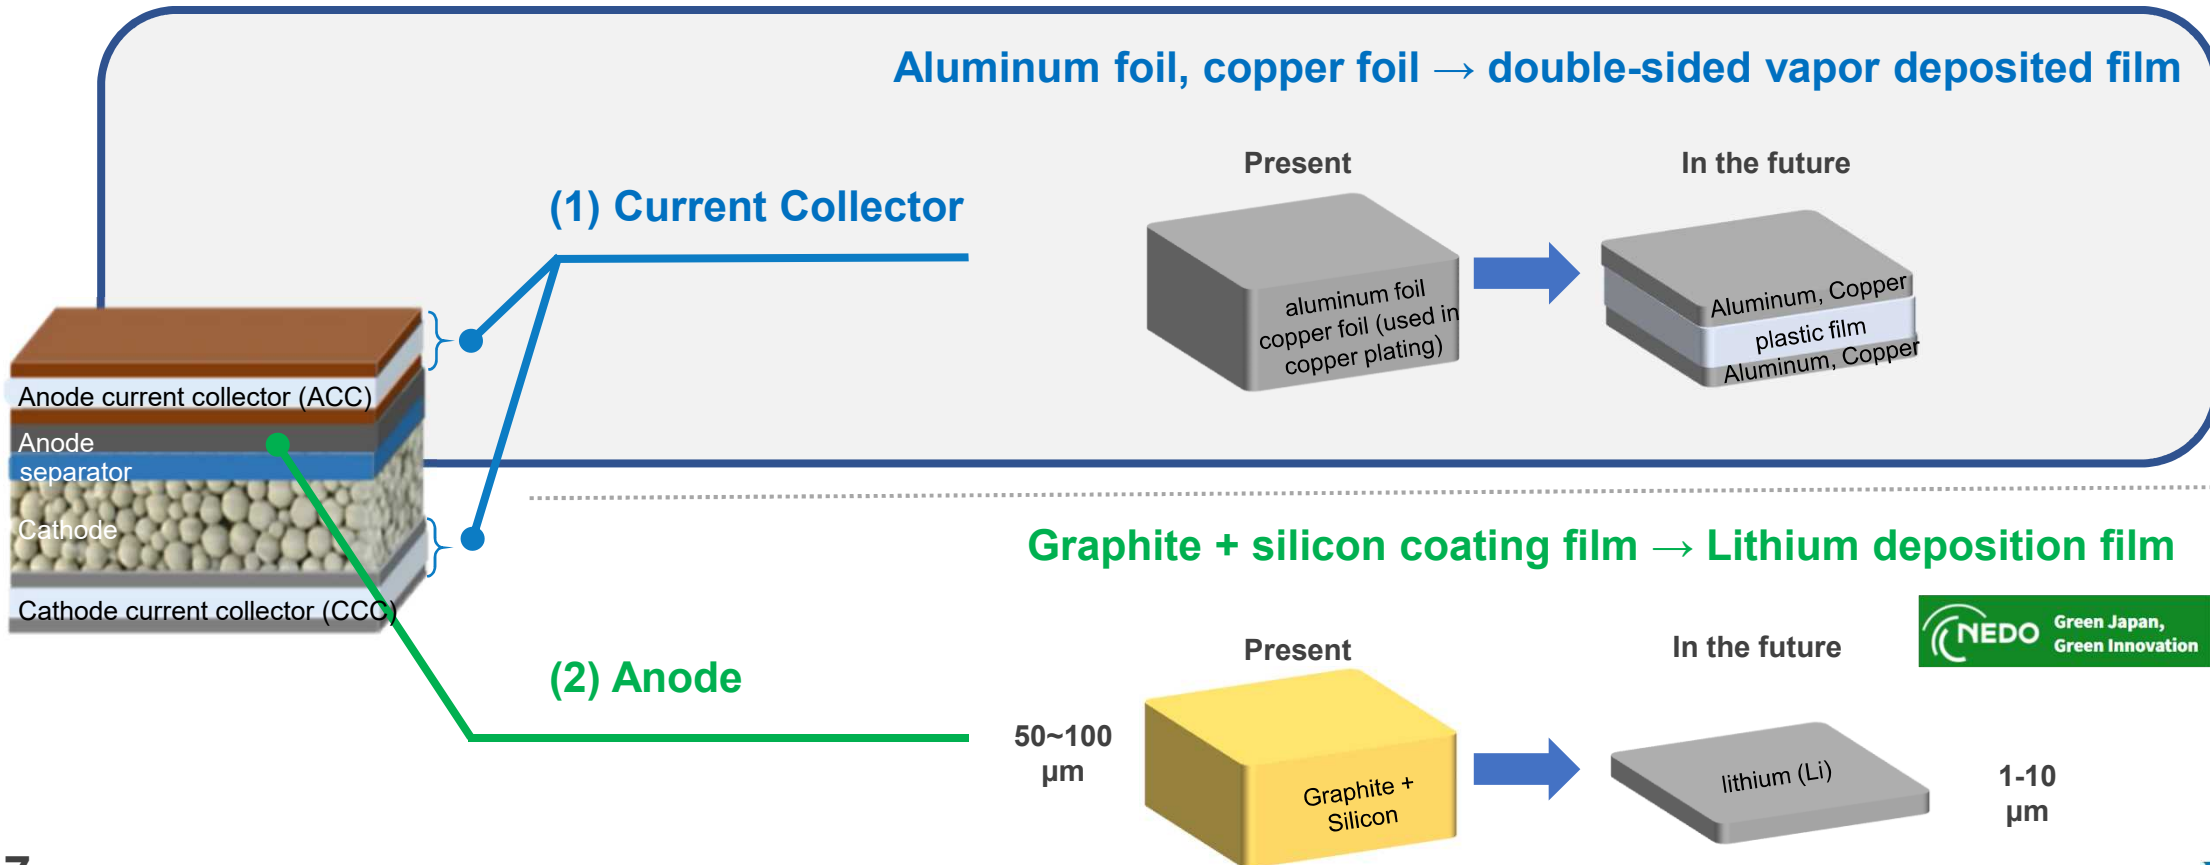 Aluminum foil, copper foil → double-sided vapor deposited film
Present
In the future
(1) Current Collector
aluminum foil
copper foil (used in
copper plating)
Aluminum, Copper
plastic film
Aluminum, Copper
Anode current collector (ACC)
Anode
separator
Cathode
Cathode current collector (CCC)
Graphite + silicon coating film → Lithium deposition film
NEDO
Green Japan,
Green Innovation
Present
In the future
(2) Anode
50~100
μm
Graphite +
Silicon
lithium (Li)
1-10
μm